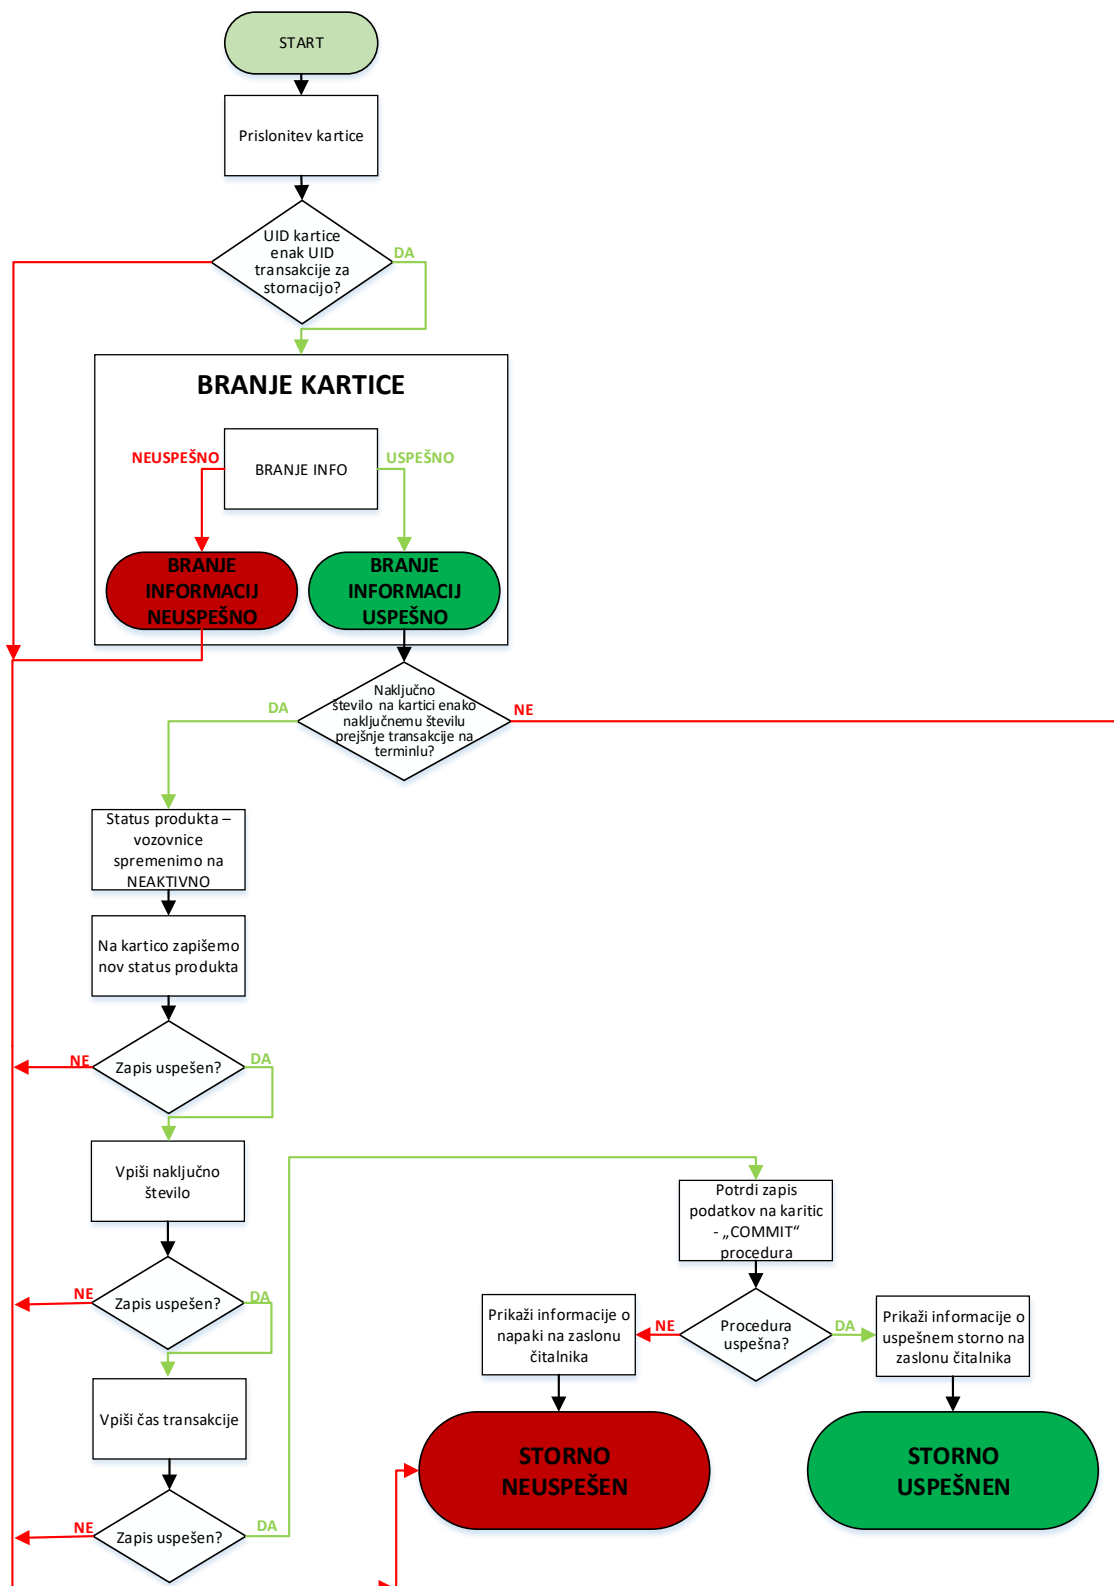 START
Prislonitev kartice
UID kartice
enak UID
transakcije za
stornacijo?
DA
BRANJE KARTICE
NEUSPEŠNO
USPEŠNO
BRANJE INFO
BRANJE
INFORMACIJ
NEUSPEŠNO
BRANJE
INFORMACIJ
USPEŠNO
Naključno
število na kartici enako
naključnemu številu
prejšnje transakcije na
terminlu?
DA
NE
Status produkta –
vozovnice
spremenimo na
NEAKTIVNO
Na kartico zapišemo
nov status produkta
Zapis uspešen?
NE
DA
Vpiši naključno
število
Zapis uspešen?
NE
DA
Vpiši čas transakcije
Zapis uspešen?
NE
DA
Potrdi zapis
podatkov na karitic
- „COMMIT“
procedura
Procedura
uspešna?
NE
DA
Prikaži informacije o
napaki na zaslonu
čitalnika
Prikaži informacije o
uspešnem storno na
zaslonu čitalnika
STORNO
NEUSPEŠEN
STORNO
USPEŠNEN